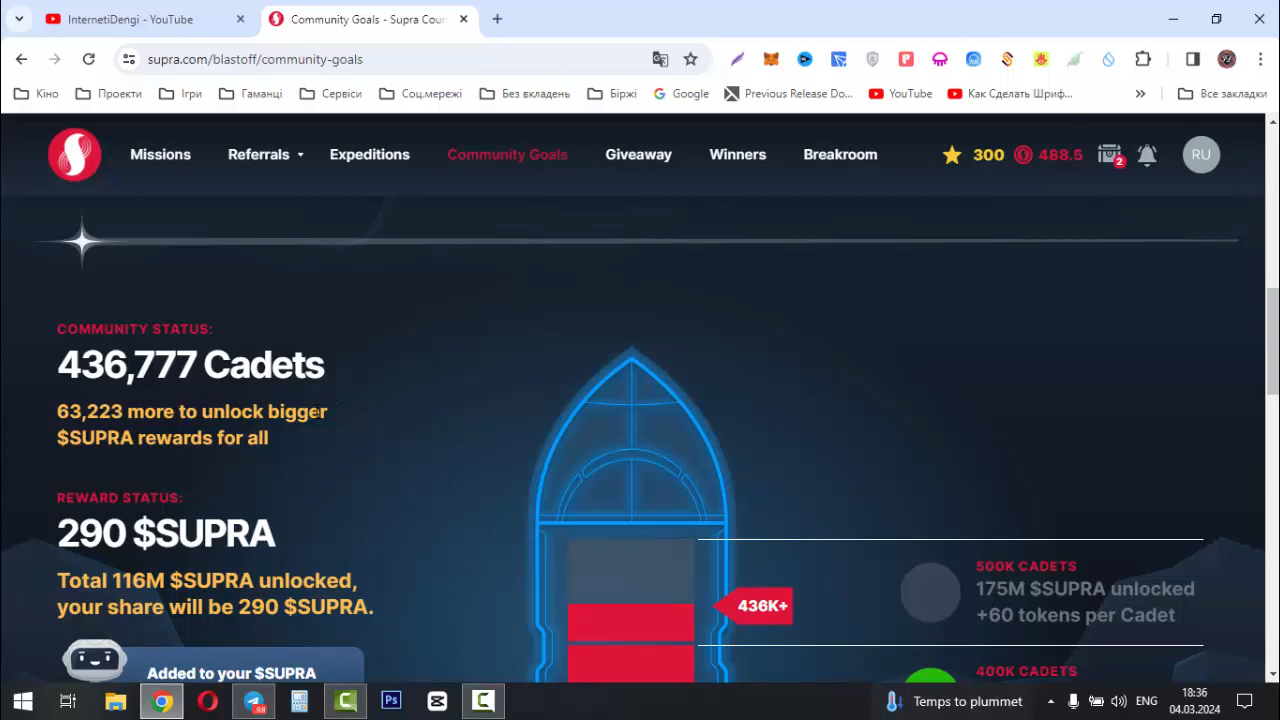 InternetiDengi - YouTube
Community Goals - Supra Cour
supra.com/blastoff/community-goals
Кіно
Проекти
Ігри
Гаманці
Сервіси
Соц.мережі
Без вкладень
Біржі
Google
Previous Release Do...
YouTube
Как Сделать Шриф...
Все закладки
Missions
Referrals
Expeditions
Community Goals
Giveaway
Winners
Breakroom
300
488.5
2
RU
COMMUNITY STATUS:
436,777 Cadets
63,223 more to unlock bigger
$SUPRA rewards for all
REWARD STATUS:
290 $SUPRA
Total 116M $SUPRA unlocked,
your share will be 290 $SUPRA.
Added to your $SUPRA
436K+
500K CADETS
175M $SUPRA unlocked
+60 tokens per Cadet
400K CADETS
98
Ps
Temps to plummet
ENG
18:36
04.03.2024